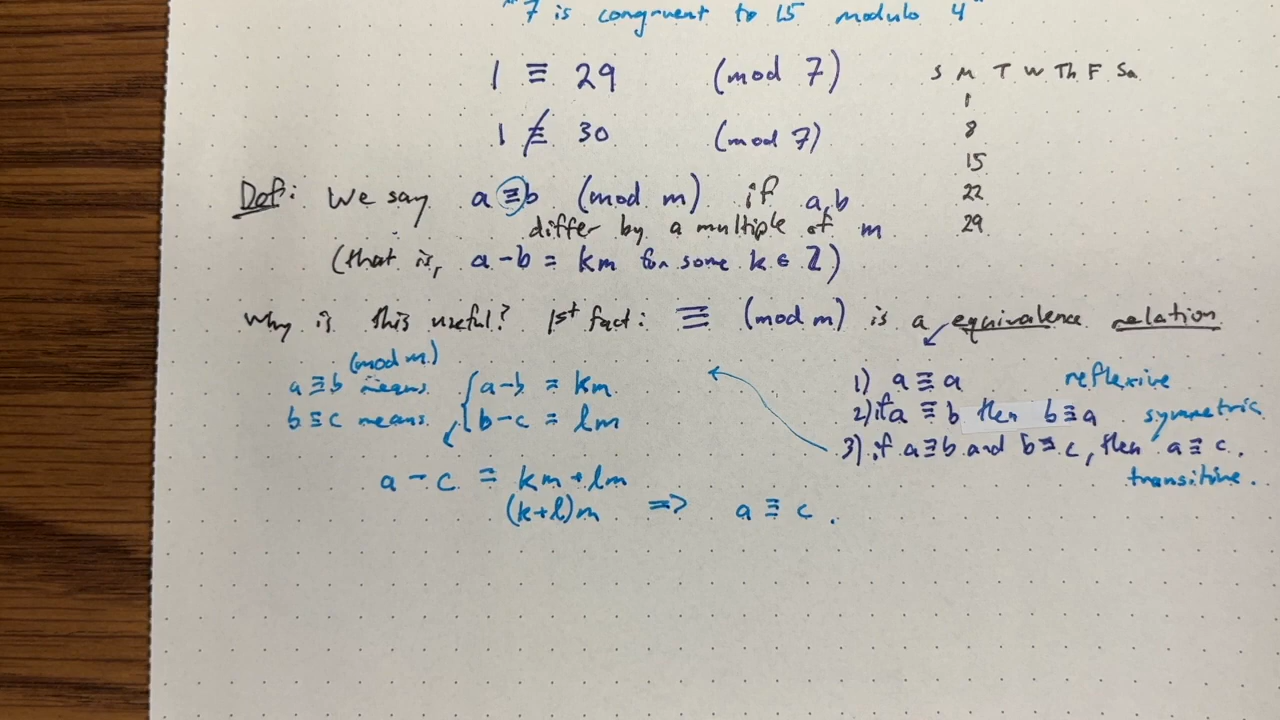 "7 is congruent to 15 modulo 4"
1 ≡ 29 (mod 7)
1 ≢ 30 (mod 7)
S M T W Th F Sa
1
8
15
22
29
Def: We say a ≡ b (mod m) if a, b
differ by a multiple of m
(that is, a - b = km for some k ∈ ℤ)
Why is this useful? 1st fact: ≡ (mod m) is a equivalence relation
(mod m)
a ≡ b means a - b = km
b ≡ c means b - c = lm
a - c = km + lm
(k+l)m => a ≡ c.
1) a ≡ a reflexive
2) if a ≡ b then b ≡ a symmetric
3) if a ≡ b and b ≡ c, then a ≡ c.
transitive.